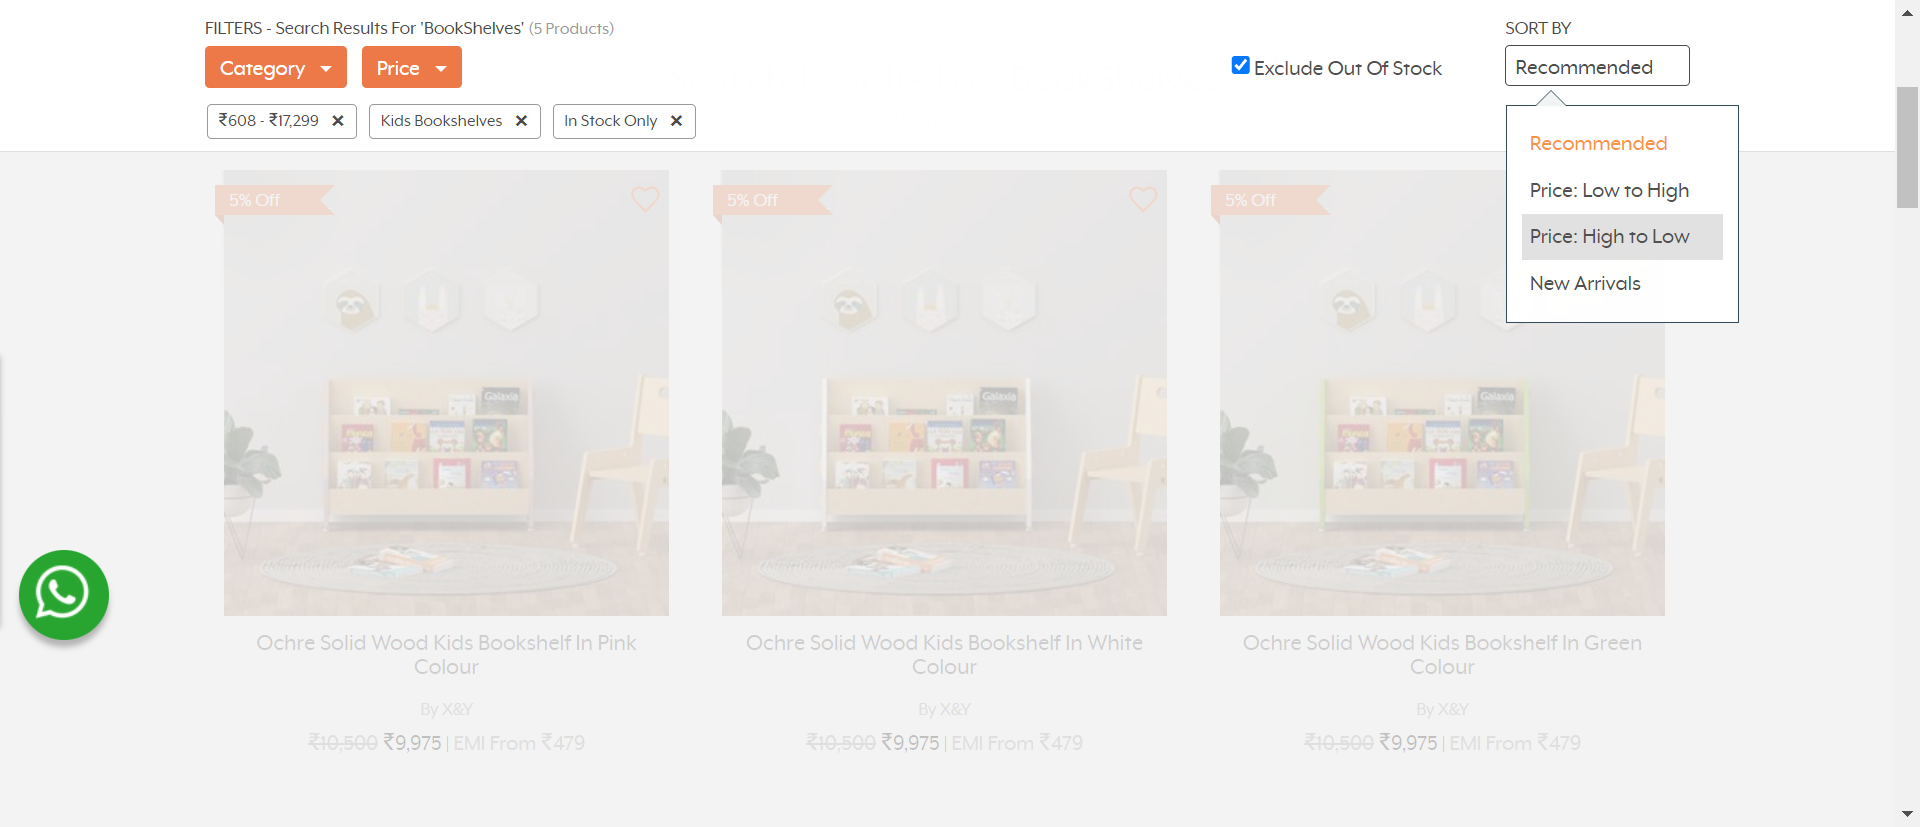 FILTERS - Search Results For 'BookShelves' (5 Products)
SORT BY
Category
Price
Exclude Out Of Stock
Recommended
₹608 - ₹17,299 ✕
Kids Bookshelves ✕
In Stock Only ✕
Recommended
Price: Low to High
Price: High to Low
New Arrivals
5% Off
5% Off
5% Off
Galaxia
Galaxia
Galaxia
Ochre Solid Wood Kids Bookshelf In Pink
Colour
By X&Y
₹10,500 ₹9,975 | EMI From ₹479
Ochre Solid Wood Kids Bookshelf In White
Colour
By X&Y
₹10,500 ₹9,975 | EMI From ₹479
Ochre Solid Wood Kids Bookshelf In Green
Colour
By X&Y
₹10,500 ₹9,975 | EMI From ₹479